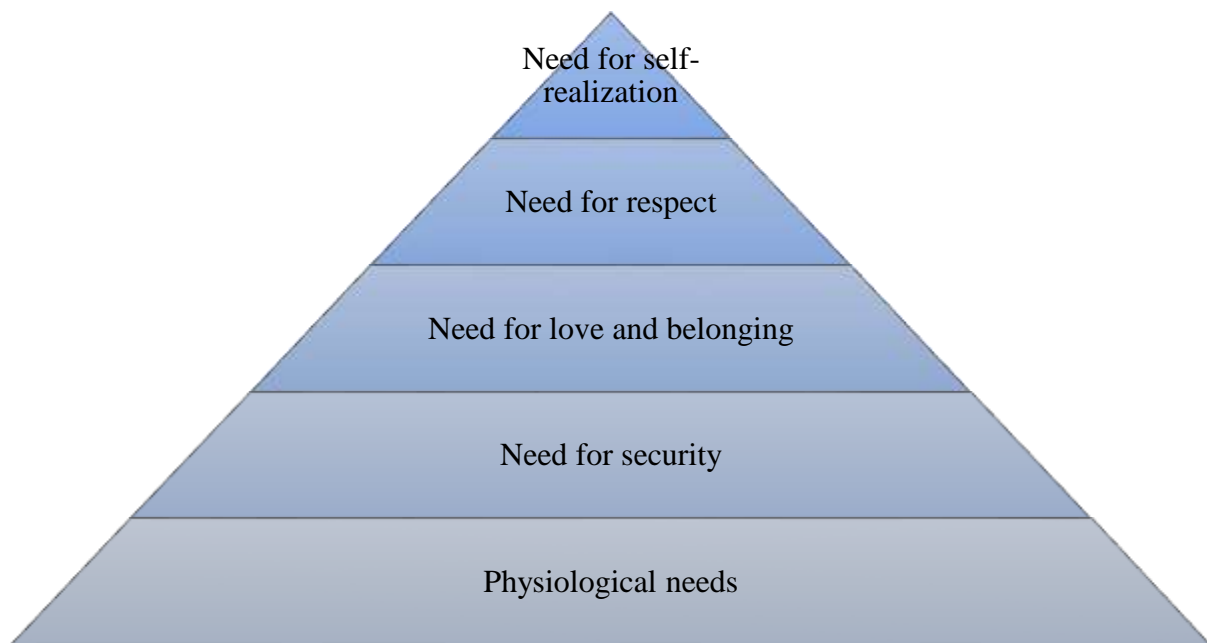 Need for self-
realization
Need for respect
Need for love and belonging
Need for security
Physiological needs